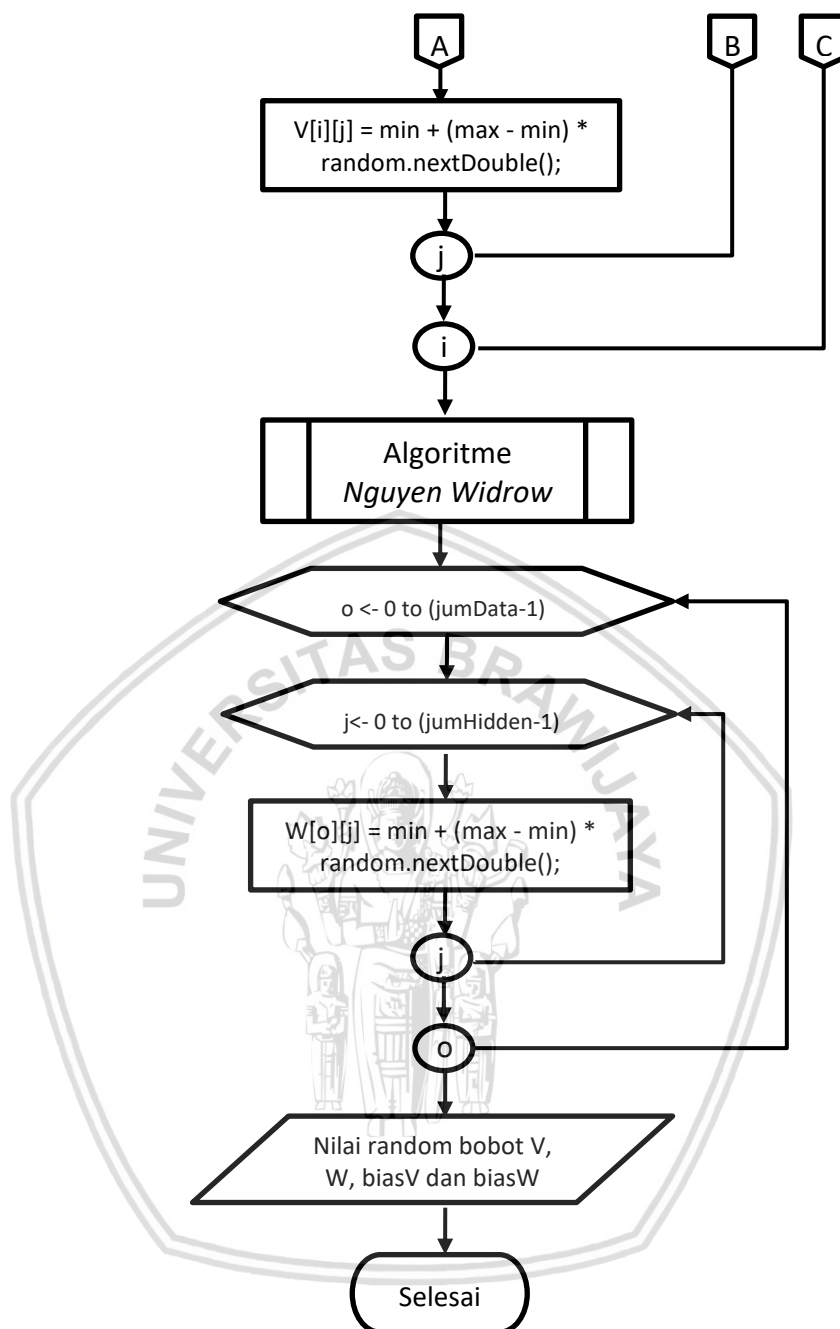 A
B
C
V[i][j] = min + (max - min) *
random.nextDouble();
j
i
Algoritme
Nguyen Widrow
o <- 0 to (jumData-1)
j<- 0 to (jumHidden-1)
W[o][j] = min + (max - min) *
random.nextDouble();
j
o
Nilai random bobot V,
W, biasV dan biasW
Selesai
UNIVERSITAS BRAWIJAYA